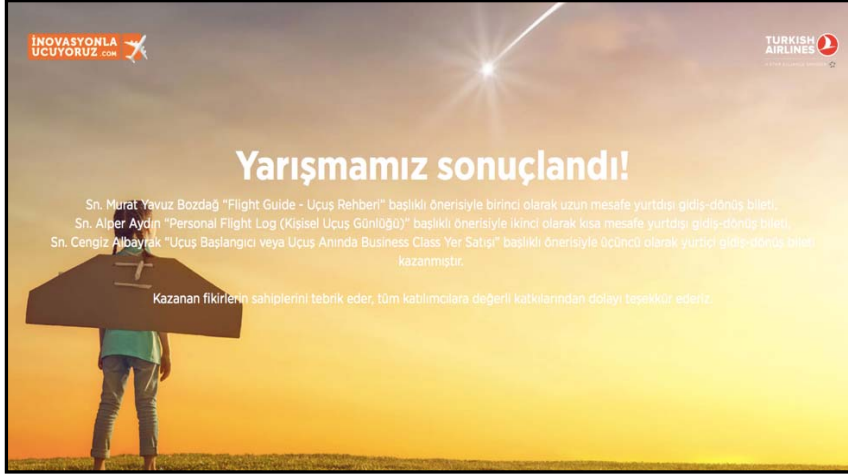 İNOVASYONLA
UCUYORUZ.COM
TURKISH
AIRLINES
Yarışmamız sonuçlandı!
Sn. Murat Yavuz Bozdağ "Flight Guide - Uçuş Rehberi" başlıklı önerisiyle birinci olarak uzun mesafe yurtdışı gidiş-dönüş bileti,
Sn. Alper Aydın "Personal Flight Log (Kişisel Uçuş Günlüğü)" başlıklı önerisiyle ikinci olarak kısa mesafe yurtdışı gidiş-dönüş bileti,
Sn. Cengiz Albayrak "Uçuş Başlangıcı veya Uçuş Anında Business Class Yer Satışı" başlıklı önerisiyle üçüncü olarak yurtiçi gidiş-dönüş bileti
kazanmıştır.
Kazanan fikirlerin sahiplerini tebrik eder, tüm katılımcılara değerli katkılarından dolayı teşekkür ederiz.